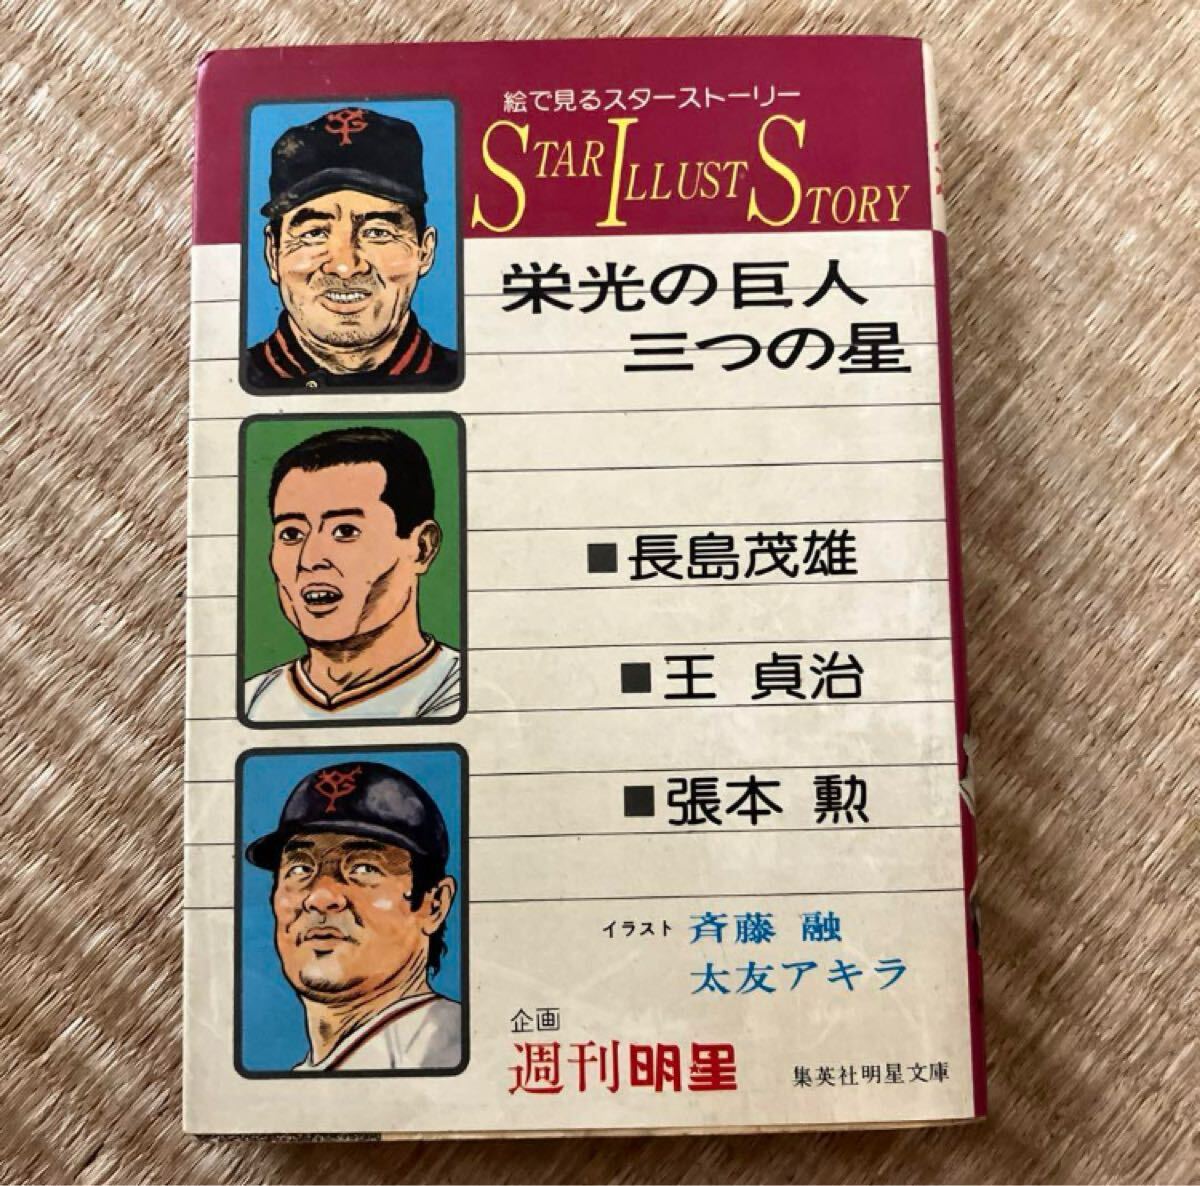 絵で見るスターストーリー
STAR ILLUST STORY
栄光の巨人
三つの星
■長島茂雄
■王 貞治
■張本 勲
イラスト 斉藤 融
太友アキラ
企画
週刊明星
集英社明星文庫